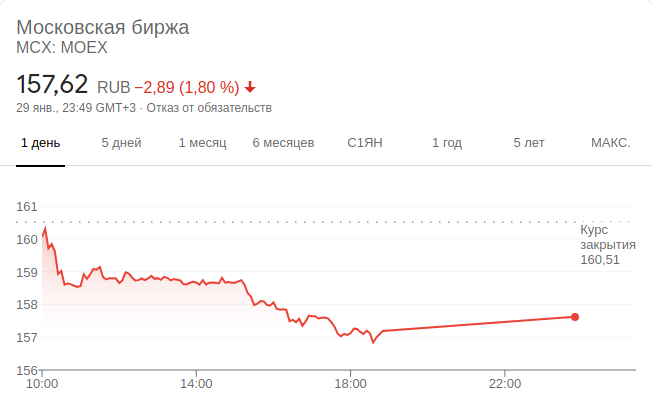 Московская биржа
MCX: MOEX
157,62 RUB −2,89 (1,80 %)
29 янв., 23:49 GMT+3 · Отказ от обязательств
1 день 5 дней 1 месяц 6 месяцев С1ЯН 1 год 5 лет МАКС.
161
160
159
158
157
156
Курс
закрытия
160,51
10:00 14:00 18:00 22:00